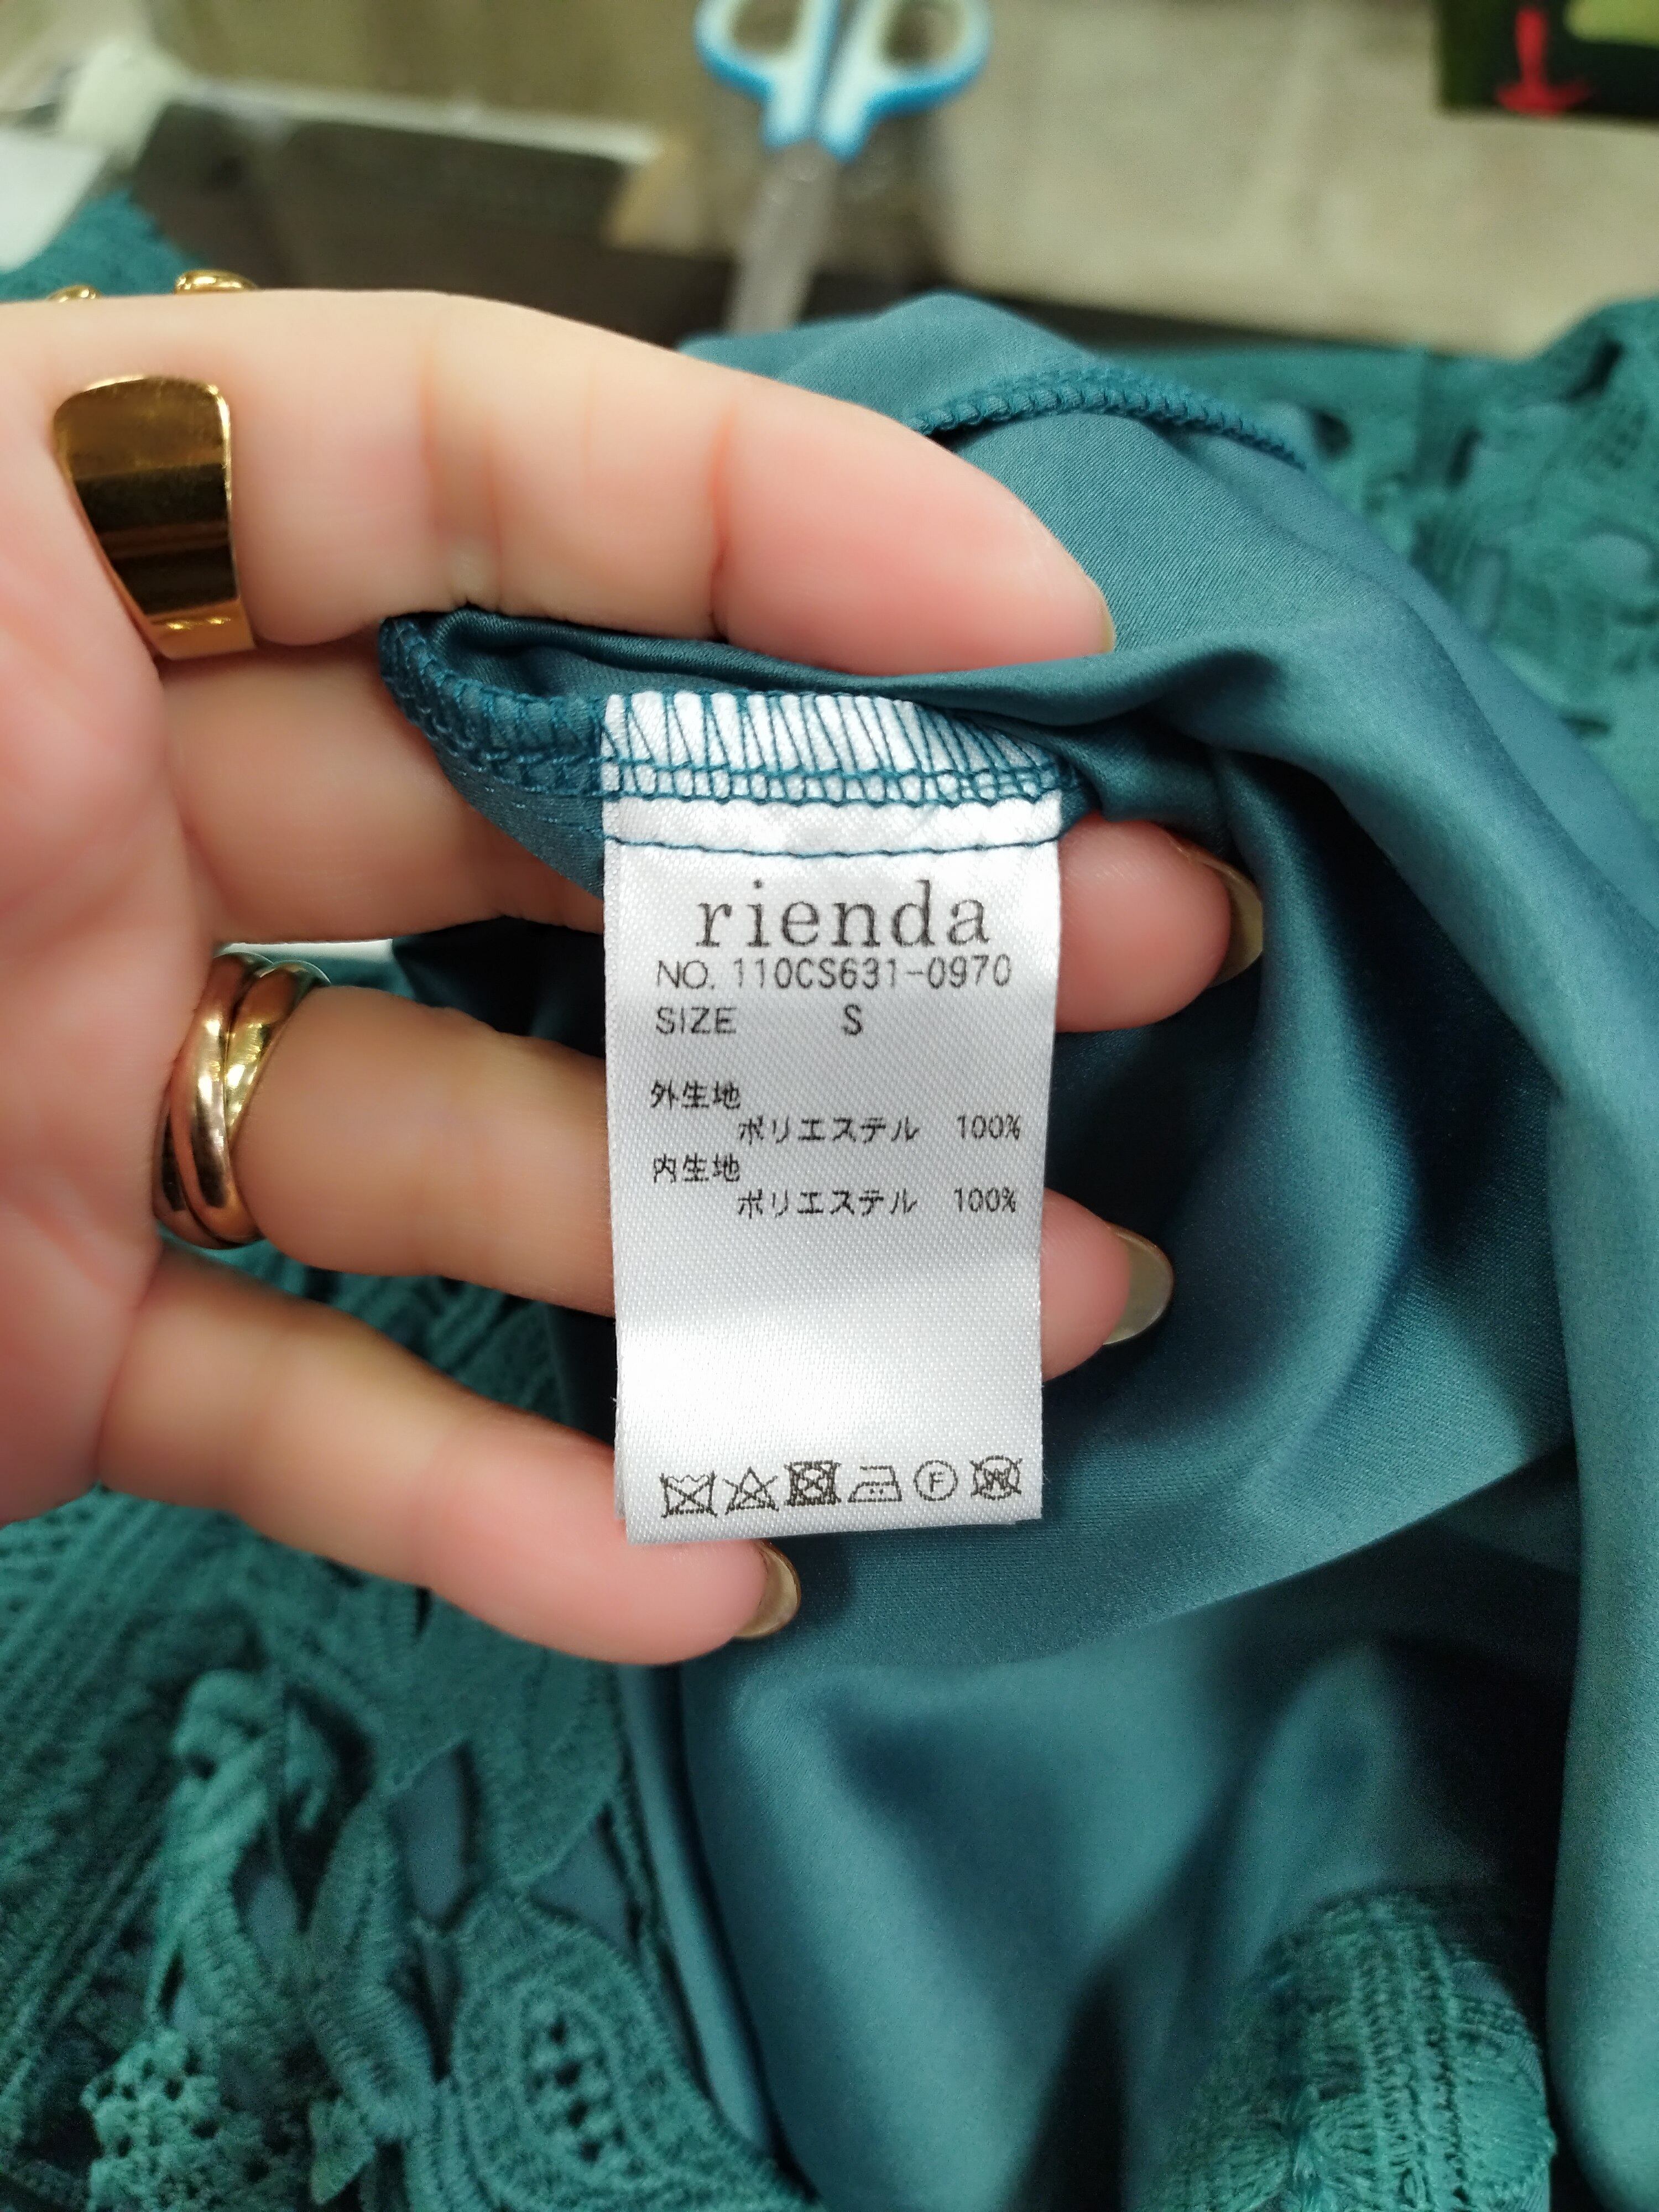 rienda
NO. 110CS631-0970
SIZE S
外生地
ポリエステル 100%
内生地
ポリエステル 100%
F
W